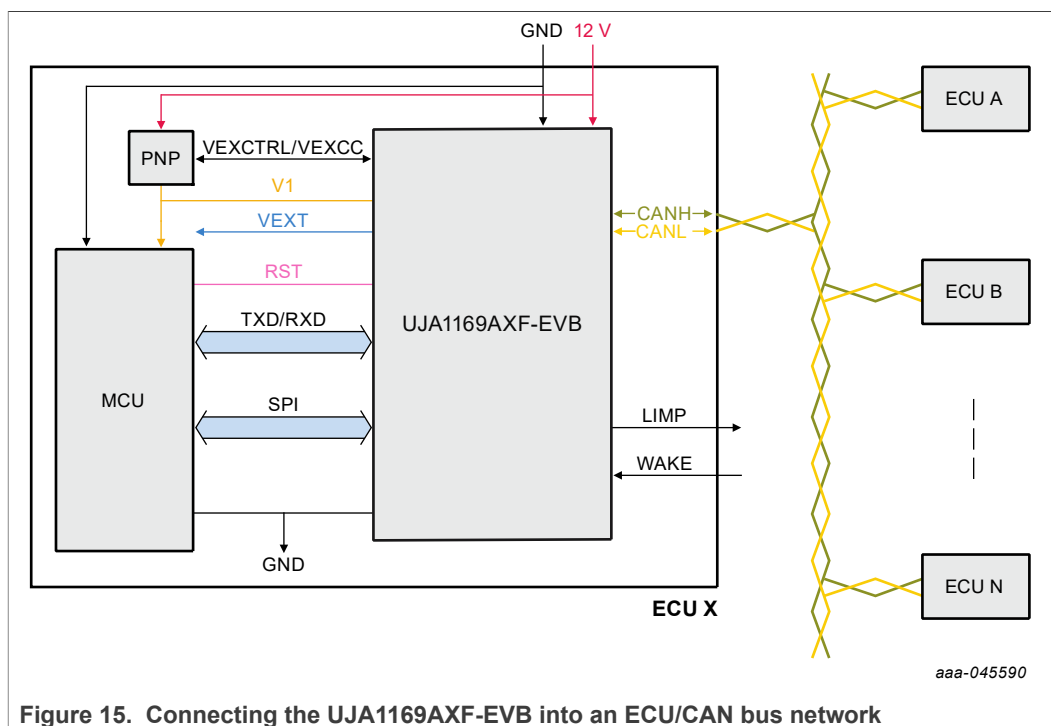 GND 12 V
ECU A
PNP
VEXCTRL/VEXCC
V1
VEXT
CANH
CANL
RST
ECU B
TXD/RXD
UJA1169AXF-EVB
MCU
SPI
LIMP
WAKE
GND
ECU N
ECU X
aaa-045590
Figure 15. Connecting the UJA1169AXF-EVB into an ECU/CAN bus network